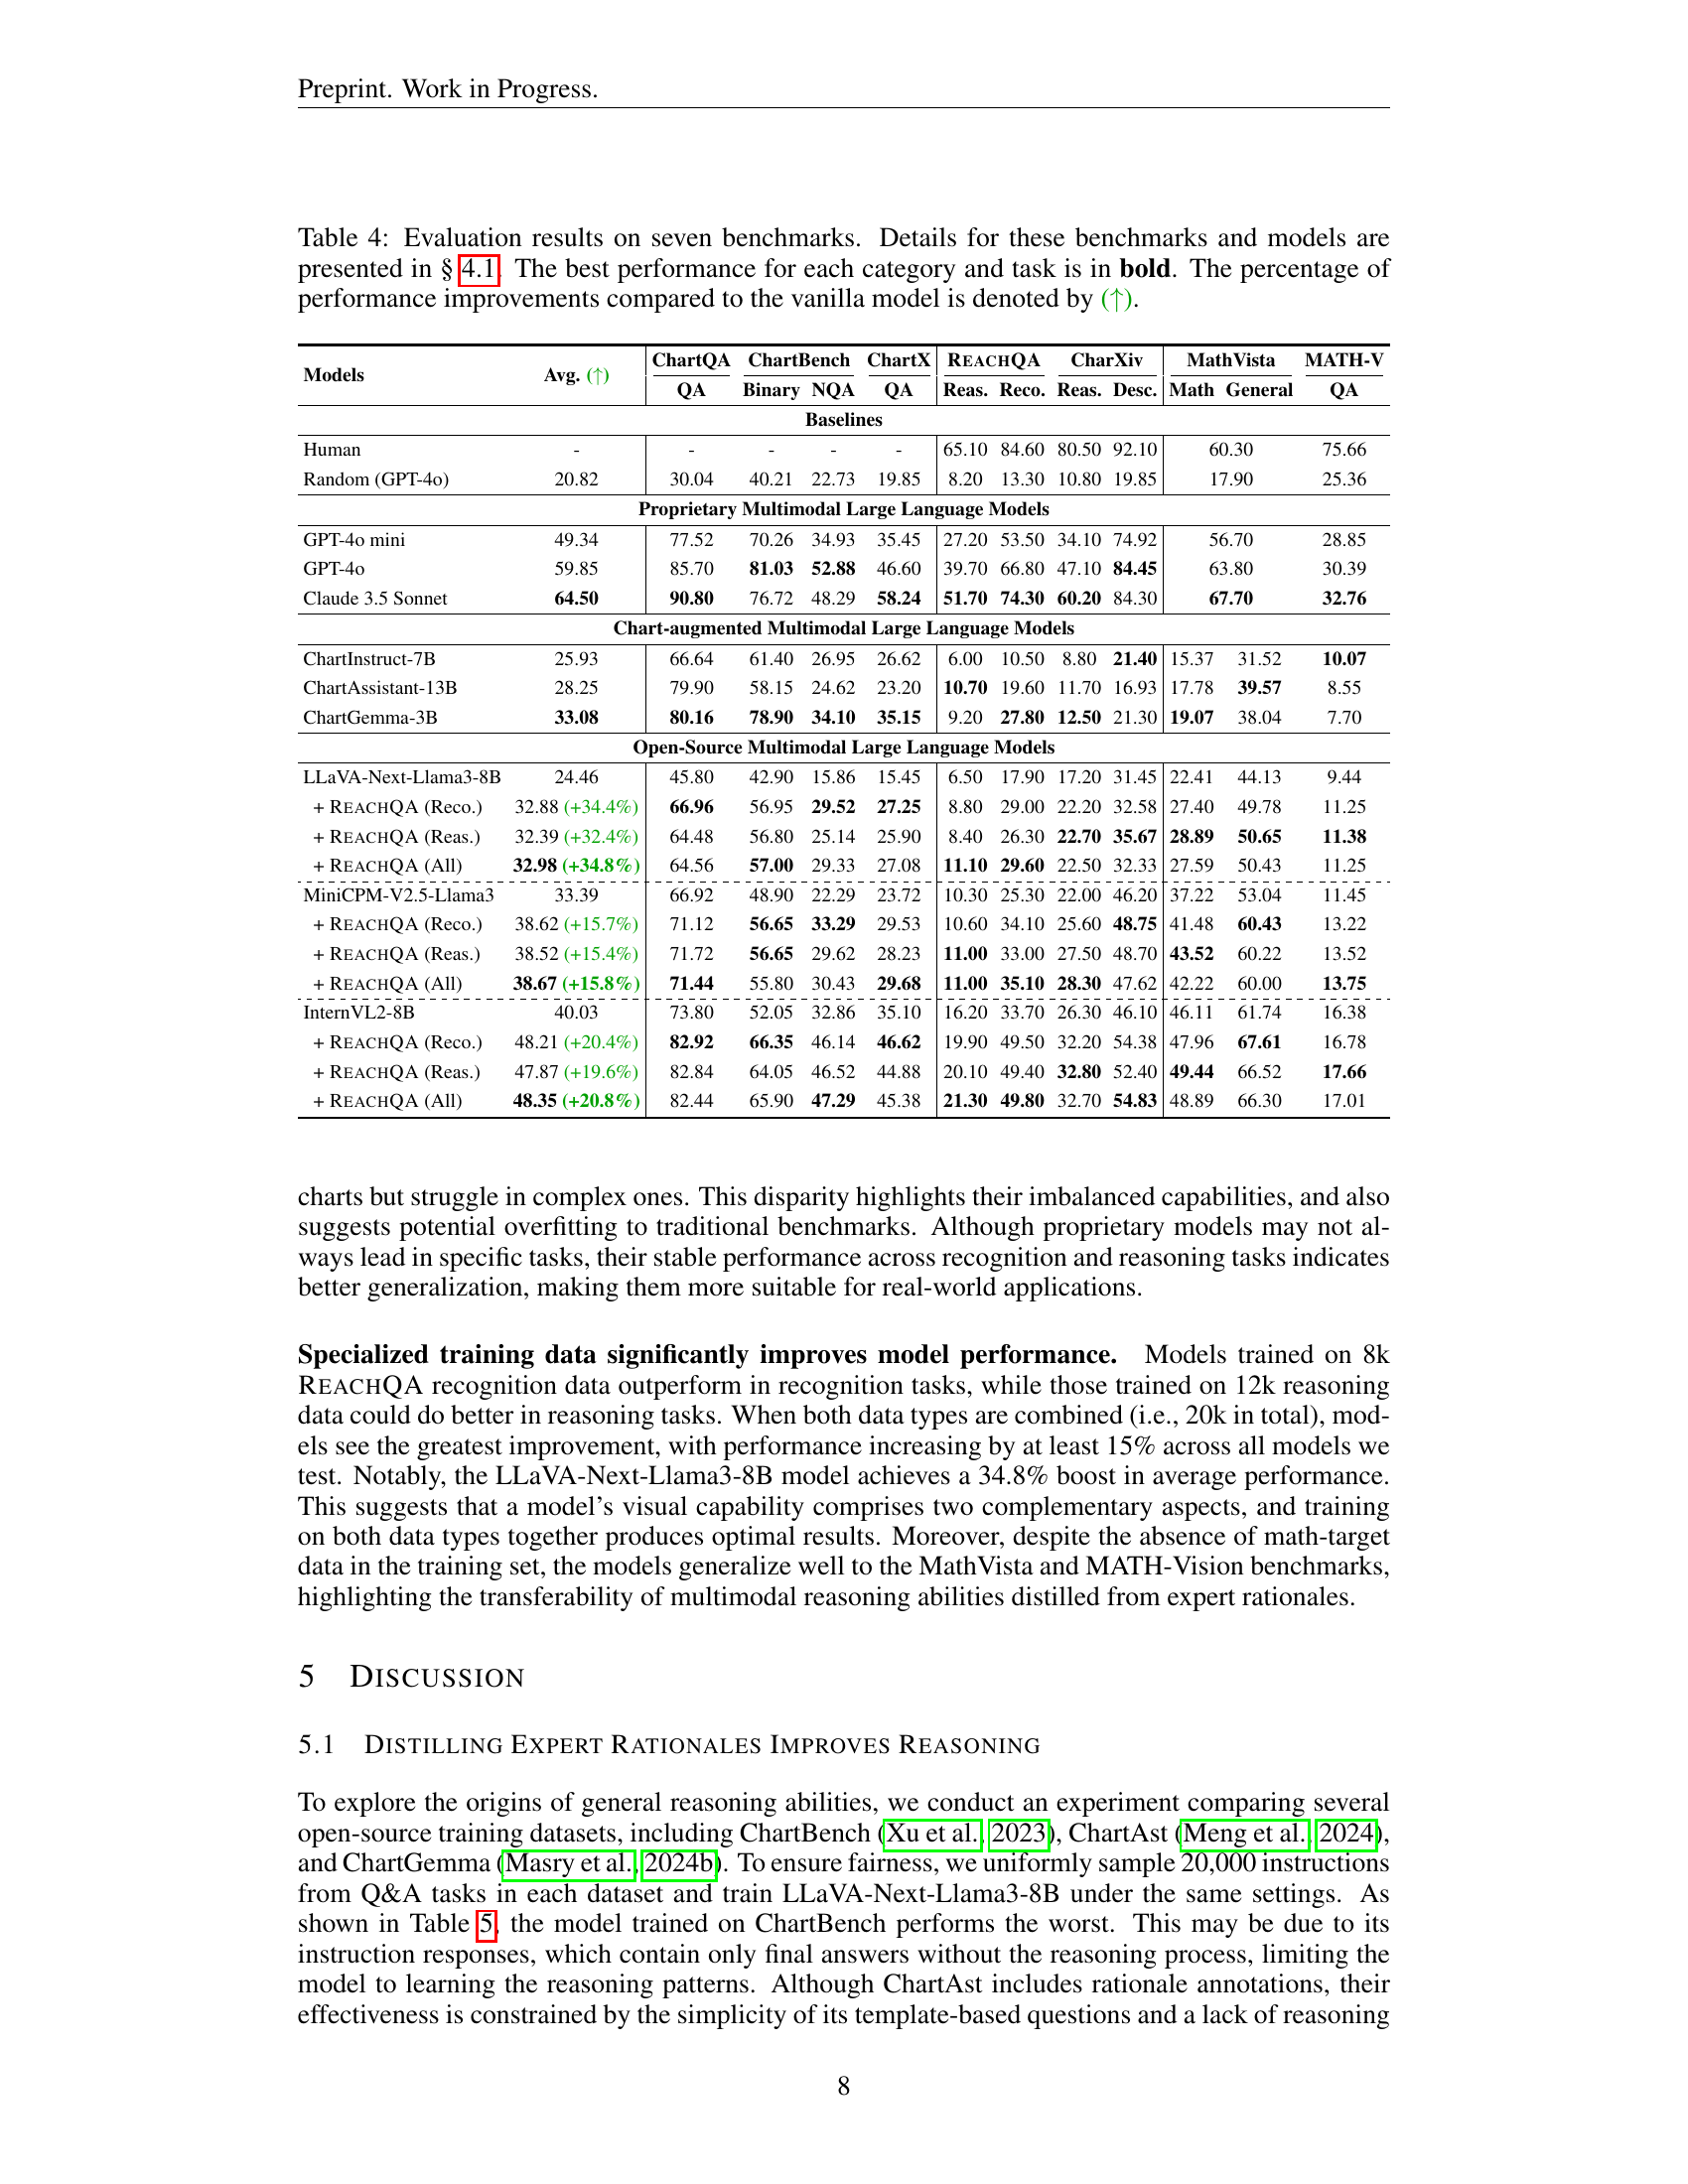 Preprint. Work in Progress.
Table 4: Evaluation results on seven benchmarks. Details for these benchmarks and models are
presented in § 4.1. The best performance for each category and task is in bold. The percentage of
performance improvements compared to the vanilla model is denoted by (↑).
Models Avg. (↑) ChartQA ChartBench ChartX REACHQA CharXiv MathVista MATH-V
QA Binary NQA QA Reas. Reco. Reas. Desc. Math General QA
Baselines
Human - - - - - 65.10 84.60 80.50 92.10 60.30 75.66
Random (GPT-4o) 20.82 30.04 40.21 22.73 19.85 8.20 13.30 10.80 19.85 17.90 25.36
Proprietary Multimodal Large Language Models
GPT-4o mini 49.34 77.52 70.26 34.93 35.45 27.20 53.50 34.10 74.92 56.70 28.85
GPT-4o 59.85 85.70 81.03 52.88 46.60 39.70 66.80 47.10 84.45 63.80 30.39
Claude 3.5 Sonnet 64.50 90.80 76.72 48.29 58.24 51.70 74.30 60.20 84.30 67.70 32.76
Chart-augmented Multimodal Large Language Models
ChartInstruct-7B 25.93 66.64 61.40 26.95 26.62 6.00 10.50 8.80 21.40 15.37 31.52 10.07
ChartAssistant-13B 28.25 79.90 58.15 24.62 23.20 10.70 19.60 11.70 16.93 17.78 39.57 8.55
ChartGemma-3B 33.08 80.16 78.90 34.10 35.15 9.20 27.80 12.50 21.30 19.07 38.04 7.70
Open-Source Multimodal Large Language Models
LLaVA-Next-Llama3-8B 24.46 45.80 42.90 15.86 15.45 6.50 17.90 17.20 31.45 22.41 44.13 9.44
+ REACHQA (Reco.) 32.88 (+34.4%) 66.96 56.95 29.52 27.25 8.80 29.00 22.20 32.58 27.40 49.78 11.25
+ REACHQA (Reas.) 32.39 (+32.4%) 64.48 56.80 25.14 25.90 8.40 26.30 22.70 35.67 28.89 50.65 11.38
+ REACHQA (All) 32.98 (+34.8%) 64.56 57.00 29.33 27.08 11.10 29.60 22.50 32.33 27.59 50.43 11.25
MiniCPM-V2.5-Llama3 33.39 66.92 48.90 22.29 23.72 10.30 25.30 22.00 46.20 37.22 53.04 11.45
+ REACHQA (Reco.) 38.62 (+15.7%) 71.12 56.65 33.29 29.53 10.60 34.10 25.60 48.75 41.48 60.43 13.22
+ REACHQA (Reas.) 38.52 (+15.4%) 71.72 56.65 29.62 28.23 11.00 33.00 27.50 48.70 43.52 60.22 13.52
+ REACHQA (All) 38.67 (+15.8%) 71.44 55.80 30.43 29.68 11.00 35.10 28.30 47.62 42.22 60.00 13.75
InternVL2-8B 40.03 73.80 52.05 32.86 35.10 16.20 33.70 26.30 46.10 46.11 61.74 16.38
+ REACHQA (Reco.) 48.21 (+20.4%) 82.92 66.35 46.14 46.62 19.90 49.50 32.20 54.38 47.96 67.61 16.78
+ REACHQA (Reas.) 47.87 (+19.6%) 82.84 64.05 46.52 44.88 20.10 49.40 32.80 52.40 49.44 66.52 17.66
+ REACHQA (All) 48.35 (+20.8%) 82.44 65.90 47.29 45.38 21.30 49.80 32.70 54.83 48.89 66.30 17.01
charts but struggle in complex ones. This disparity highlights their imbalanced capabilities, and also
suggests potential overfitting to traditional benchmarks. Although proprietary models may not al-
ways lead in specific tasks, their stable performance across recognition and reasoning tasks indicates
better generalization, making them more suitable for real-world applications.
Specialized training data significantly improves model performance. Models trained on 8k
REACHQA recognition data outperform in recognition tasks, while those trained on 12k reasoning
data could do better in reasoning tasks. When both data types are combined (i.e., 20k in total), mod-
els see the greatest improvement, with performance increasing by at least 15% across all models we
test. Notably, the LLaVA-Next-Llama3-8B model achieves a 34.8% boost in average performance.
This suggests that a model's visual capability comprises two complementary aspects, and training
on both data types together produces optimal results. Moreover, despite the absence of math-target
data in the training set, the models generalize well to the MathVista and MATH-Vision benchmarks,
highlighting the transferability of multimodal reasoning abilities distilled from expert rationales.
5 DISCUSSION
5.1 DISTILLING EXPERT RATIONALES IMPROVES REASONING
To explore the origins of general reasoning abilities, we conduct an experiment comparing several
open-source training datasets, including ChartBench (Xu et al., 2023), ChartAst (Meng et al., 2024),
and ChartGemma (Masry et al., 2024b). To ensure fairness, we uniformly sample 20,000 instructions
from Q&A tasks in each dataset and train LLaVA-Next-Llama3-8B under the same settings. As
shown in Table 5, the model trained on ChartBench performs the worst. This may be due to its
instruction responses, which contain only final answers without the reasoning process, limiting the
model to learning the reasoning patterns. Although ChartAst includes rationale annotations, their
effectiveness is constrained by the simplicity of its template-based questions and a lack of reasoning
8